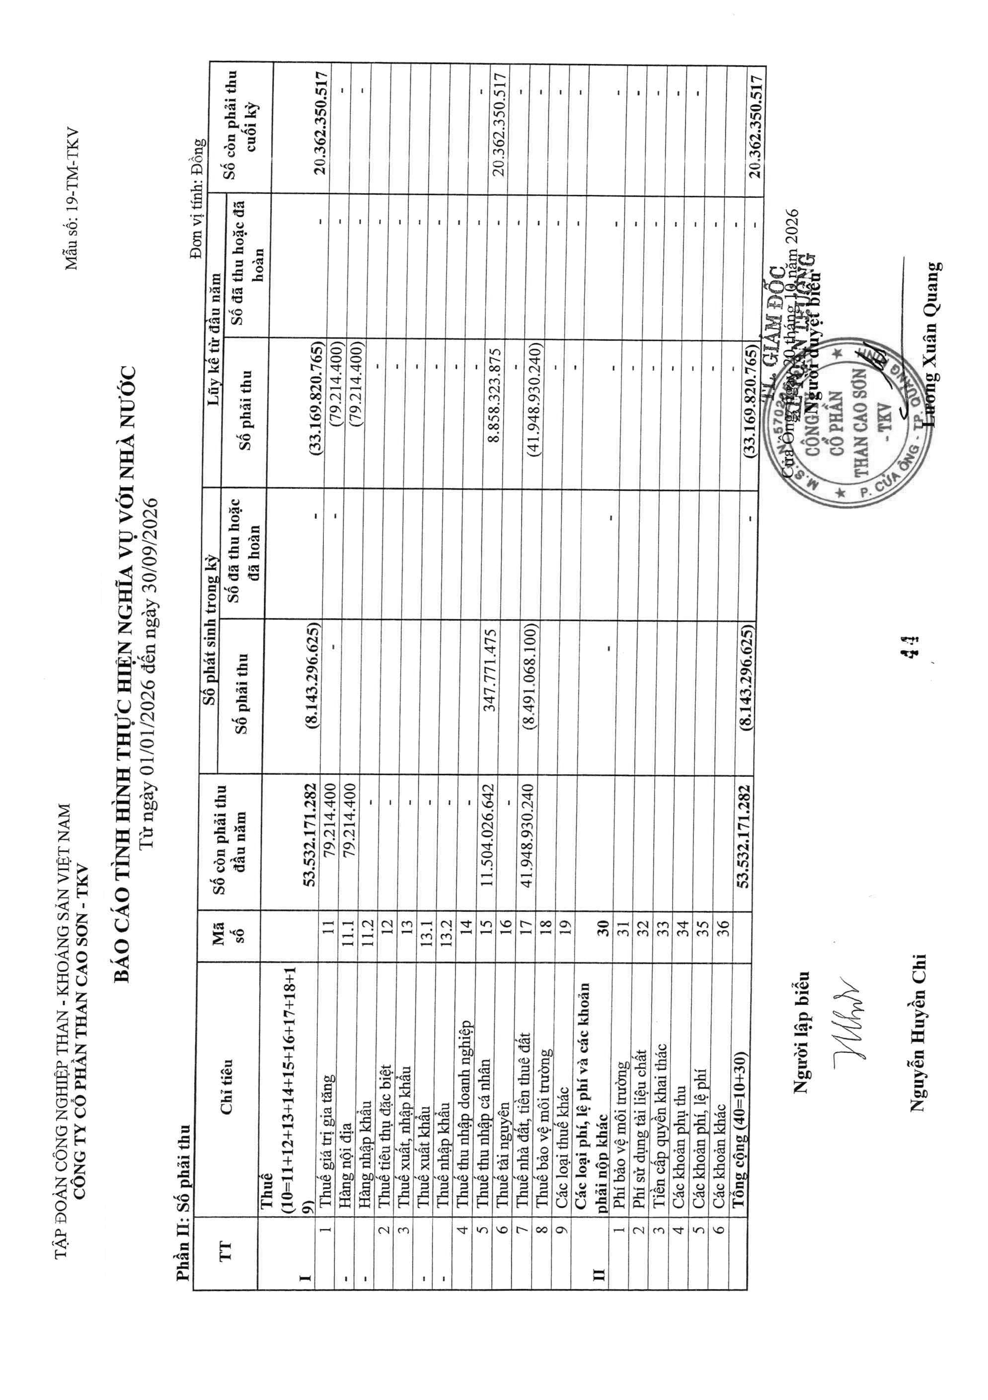 TẬP ĐOÀN CÔNG NGHIỆP THAN - KHOÁNG SẢN VIỆT NAM
CÔNG TY CỔ PHẦN THAN CAO SƠN - TKV
Mẫu số: 19-TM-TKV
BÁO CÁO TÌNH HÌNH THỰC HIỆN NGHĨA VỤ VỚI NHÀ NƯỚC
Từ ngày 01/01/2026 đến ngày 30/09/2026
Phần II: Số phải thu
Đơn vị tính: Đồng
TT Chỉ tiêu Mã số Số còn phải thu đầu năm Số phát sinh trong kỳ Lũy kế từ đầu năm Số còn phải thu cuối kỳ
Số phải thu Số đã thu hoặc đã hoàn Số phải thu Số đã thu hoặc đã hoàn
I Thuế (10=11+12+13+14+15+16+17+18+19) 53.532.171.282 (8.143.296.625) - (33.169.820.765) - 20.362.350.517
1 Thuế giá trị gia tăng 11 79.214.400 - - (79.214.400) - -
- Hàng nội địa 11.1 79.214.400 (79.214.400) - -
- Hàng nhập khẩu 11.2 - - - -
2 Thuế tiêu thụ đặc biệt 12 - - -
3 Thuế xuất, nhập khẩu 13 - - -
- Thuế xuất khẩu 13.1 - - -
- Thuế nhập khẩu 13.2 - - -
4 Thuế thu nhập doanh nghiệp 14 - - -
5 Thuế thu nhập cá nhân 15 11.504.026.642 347.771.475 8.858.323.875 - 20.362.350.517
6 Thuế tài nguyên 16 - - - -
7 Thuế nhà đất, tiền thuê đất 17 41.948.930.240 (8.491.068.100) (41.948.930.240) - -
8 Thuế bảo vệ môi trường 18 - - -
9 Các loại thuế khác 19 - - -
II Các loại phí, lệ phí và các khoản phải nộp khác 30 - - - - -
1 Phí bảo vệ môi trường 31 - - -
2 Phí sử dụng tài liệu chất 32 - - -
3 Tiền cấp quyền khai thác 33 - - -
4 Các khoản phụ thu 34 - - -
5 Các khoản phí, lệ phí 35 - - -
6 Các khoản khác 36 - - -
Tổng cộng (40=10+30) 53.532.171.282 (8.143.296.625) - (33.169.820.765) - 20.362.350.517
tháng 10 năm 2026
TL GIÁM ĐỐC
Người lập biểu
Người duyệt biểu
CÔNG TY
CỔ PHẦN
THAN CAO SƠN
- TKV
P. CỬA ÔNG - TP. QUẢNG NINH
Nguyễn Huyền Chi
Lương Xuân Quang